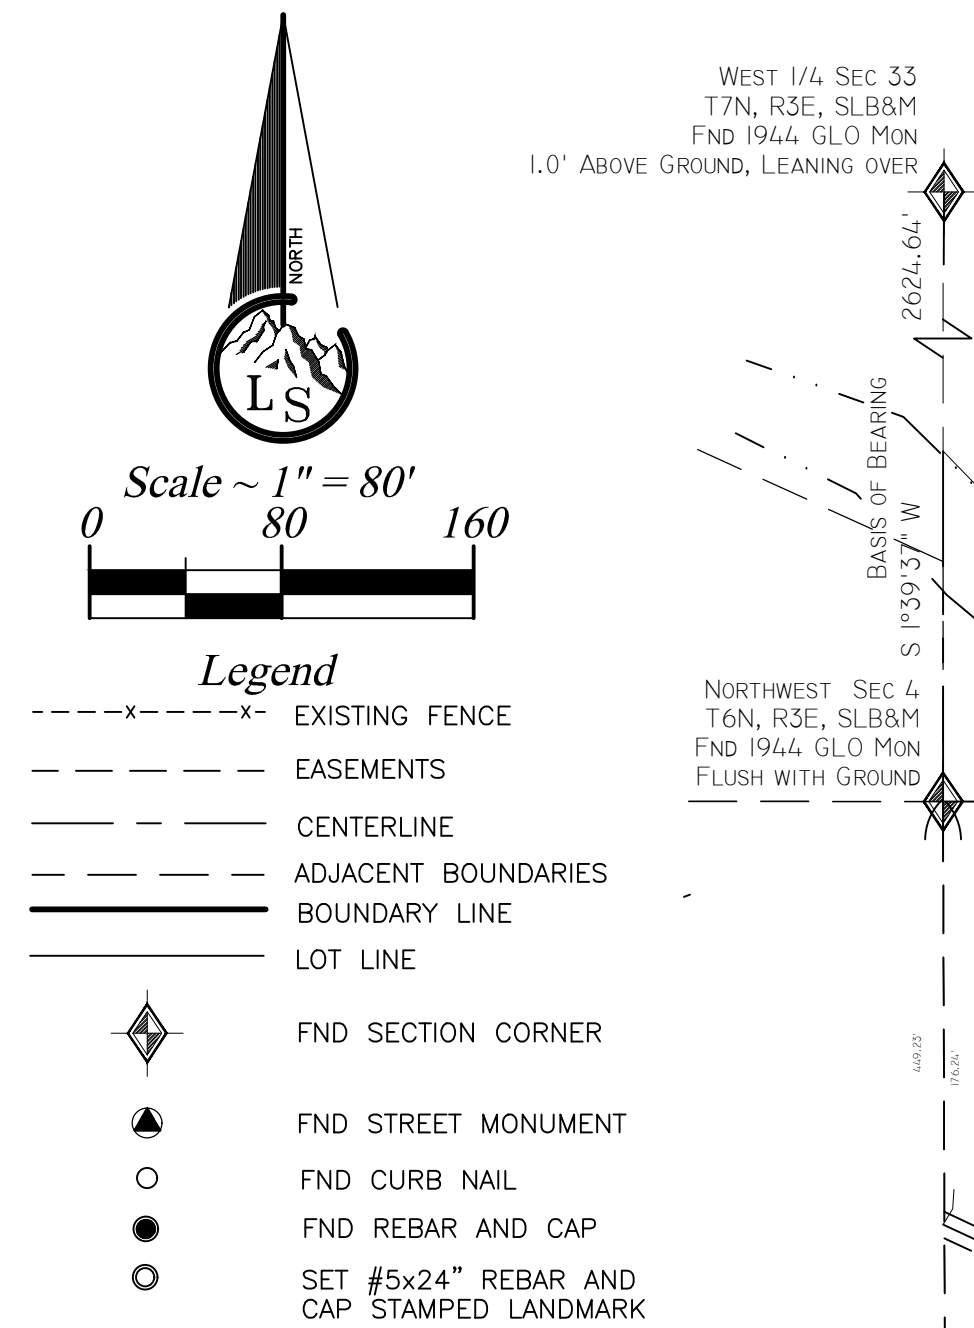 NORTH
L S
Scale ~ 1" = 80'
0 80 160
Legend
EXISTING FENCE
EASEMENTS
CENTERLINE
ADJACENT BOUNDARIES
BOUNDARY LINE
LOT LINE
FND SECTION CORNER
FND STREET MONUMENT
FND CURB NAIL
FND REBAR AND CAP
SET #5x24" REBAR AND
CAP STAMPED LANDMARK
WEST 1/4 SEC 33
T7N, R3E, SLB&M
FND 1944 GLO MON
1.0' ABOVE GROUND, LEANING OVER
2624.64'
BASIS OF BEARING
S 1°39'37" W
NORTHWEST SEC 4
T6N, R3E, SLB&M
FND 1944 GLO MON
FLUSH WITH GROUND
449.23'
176.24'